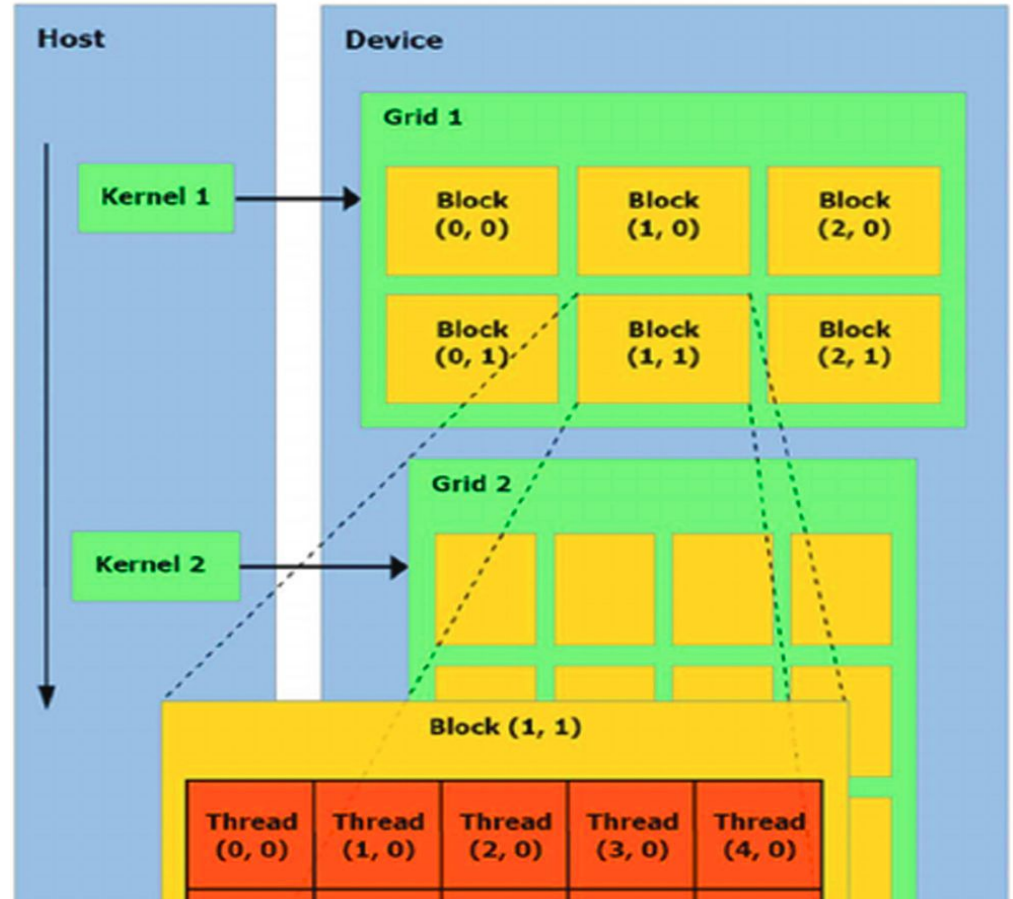 Host
Device
Grid 1
Kernel 1
Block
(0, 0)
Block
(1, 0)
Block
(2, 0)
Block
(0, 1)
Block
(1, 1)
Block
(2, 1)
Grid 2
Kernel 2
Block (1, 1)
Thread
(0, 0)
Thread
(1, 0)
Thread
(2, 0)
Thread
(3, 0)
Thread
(4, 0)